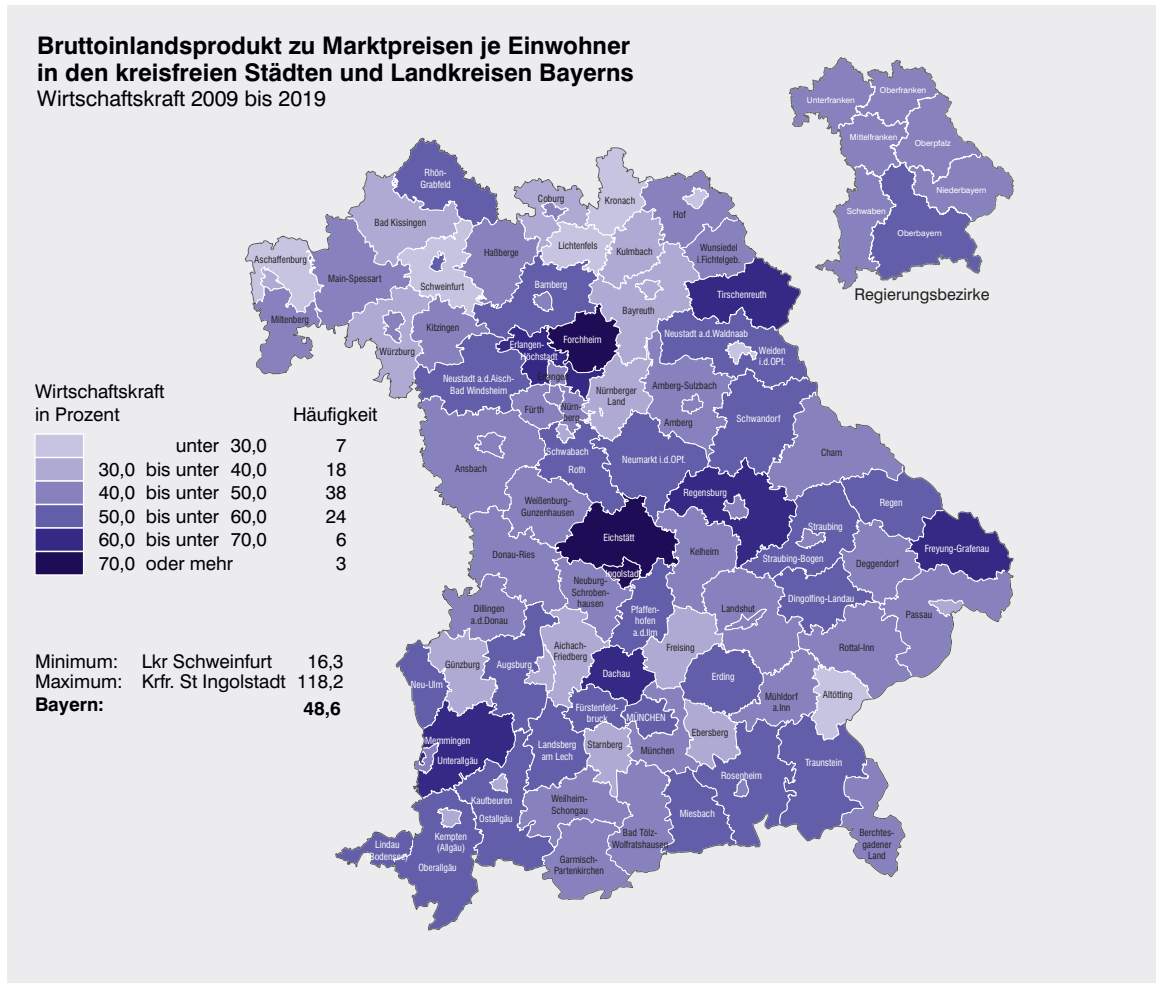 Bruttoinlandsprodukt zu Marktpreisen je Einwohner
in den kreisfreien Städten und Landkreisen Bayerns
Wirtschaftskraft 2009 bis 2019
Unterfranken
Oberfranken
Mittelfranken
Oberpfalz
Niederbayern
Schwaben
Oberbayern
Regierungsbezirke
Rhön-
Grabfeld
Coburg
Kronach
Hof
Bad Kissingen
Lichtenfels
Kulmbach
Wunsiedel
i.Fichtelgeb.
Haßberge
Aschaffenburg
Main-Spessart
Schweinfurt
Bamberg
Tirschenreuth
Bayreuth
Miltenberg
Kitzingen
Würzburg
Forchheim
Erlangen-
Höchstadt
Neustadt a.d.Waldnaab
Weiden
i.d.OPf.
Neustadt a.d.Aisch-
Bad Windsheim
Erlangen
Nürnberger
Land
Amberg-Sulzbach
Fürth
Nürn-
berg
Amberg
Schwandorf
Ansbach
Schwabach
Roth
Neumarkt i.d.OPf.
Cham
Weißenburg-
Gunzenhausen
Regensburg
Regen
Straubing
Eichstätt
Donau-Ries
Kelheim
Straubing-Bogen
Freyung-Grafenau
Deggendorf
Ingolstadt
Neuburg-
Schroben-
hausen
Dillingen
a.d.Donau
Pfaffen-
hofen
a.d.Ilm
Landshut
Dingolfing-Landau
Passau
Aichach-
Friedberg
Freising
Rottal-Inn
Günzburg
Augsburg
Neu-Ulm
Dachau
Erding
Mühldorf
a.Inn
Altötting
Fürstenfeld-
bruck
MÜNCHEN
Memmingen
Unterallgäu
Landsberg
am Lech
Starnberg
München
Ebersberg
Traunstein
Rosenheim
Kaufbeuren
Ostallgäu
Weilheim-
Schongau
Miesbach
Bad Tölz-
Wolfratshausen
Berchtes-
gadener
Land
Lindau
(Bodensee)
Kempten
(Allgäu)
Oberallgäu
Garmisch-
Partenkirchen
Wirtschaftskraft
in Prozent Häufigkeit
unter 30,0 7
30,0 bis unter 40,0 18
40,0 bis unter 50,0 38
50,0 bis unter 60,0 24
60,0 bis unter 70,0 6
70,0 oder mehr 3
Minimum: Lkr Schweinfurt 16,3
Maximum: Krfr. St Ingolstadt 118,2
Bayern: 48,6